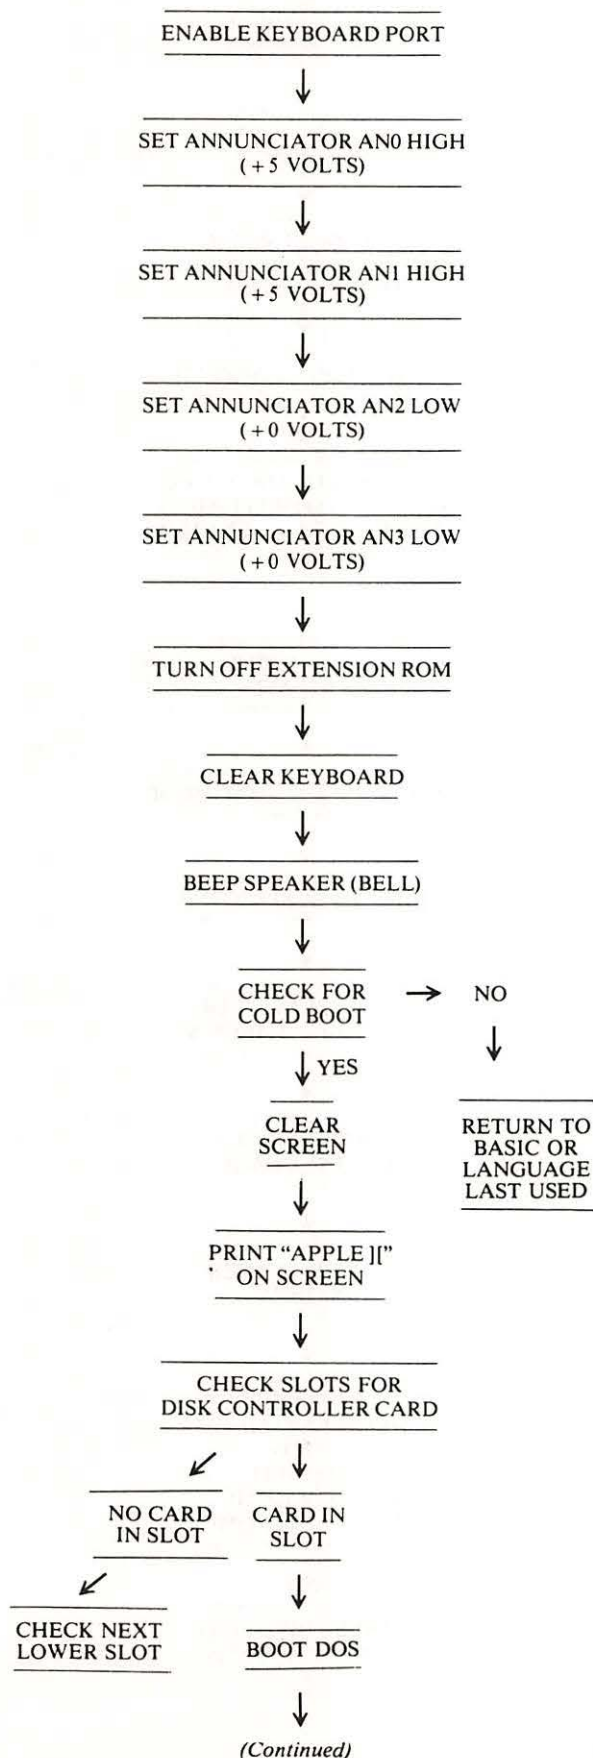 ENABLE KEYBOARD PORT
SET ANNUNCIATOR AN0 HIGH
(+5 VOLTS)
SET ANNUNCIATOR AN1 HIGH
(+5 VOLTS)
SET ANNUNCIATOR AN2 LOW
(+0 VOLTS)
SET ANNUNCIATOR AN3 LOW
(+0 VOLTS)
TURN OFF EXTENSION ROM
CLEAR KEYBOARD
BEEP SPEAKER (BELL)
CHECK FOR
COLD BOOT
NO
YES
CLEAR
SCREEN
RETURN TO
BASIC OR
LANGUAGE
LAST USED
PRINT “APPLE ][”
ON SCREEN
CHECK SLOTS FOR
DISK CONTROLLER CARD
NO CARD
IN SLOT
CARD IN
SLOT
CHECK NEXT
LOWER SLOT
BOOT DOS
(Continued)